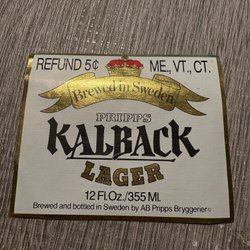 REFUND 5¢ ME., VT., CT.
Brewed in Sweden
PRIPPS
KALBACK
LAGER
12 Fl. Oz./355 Ml.
Brewed and bottled in Sweden by AB Pripps Bryggerier